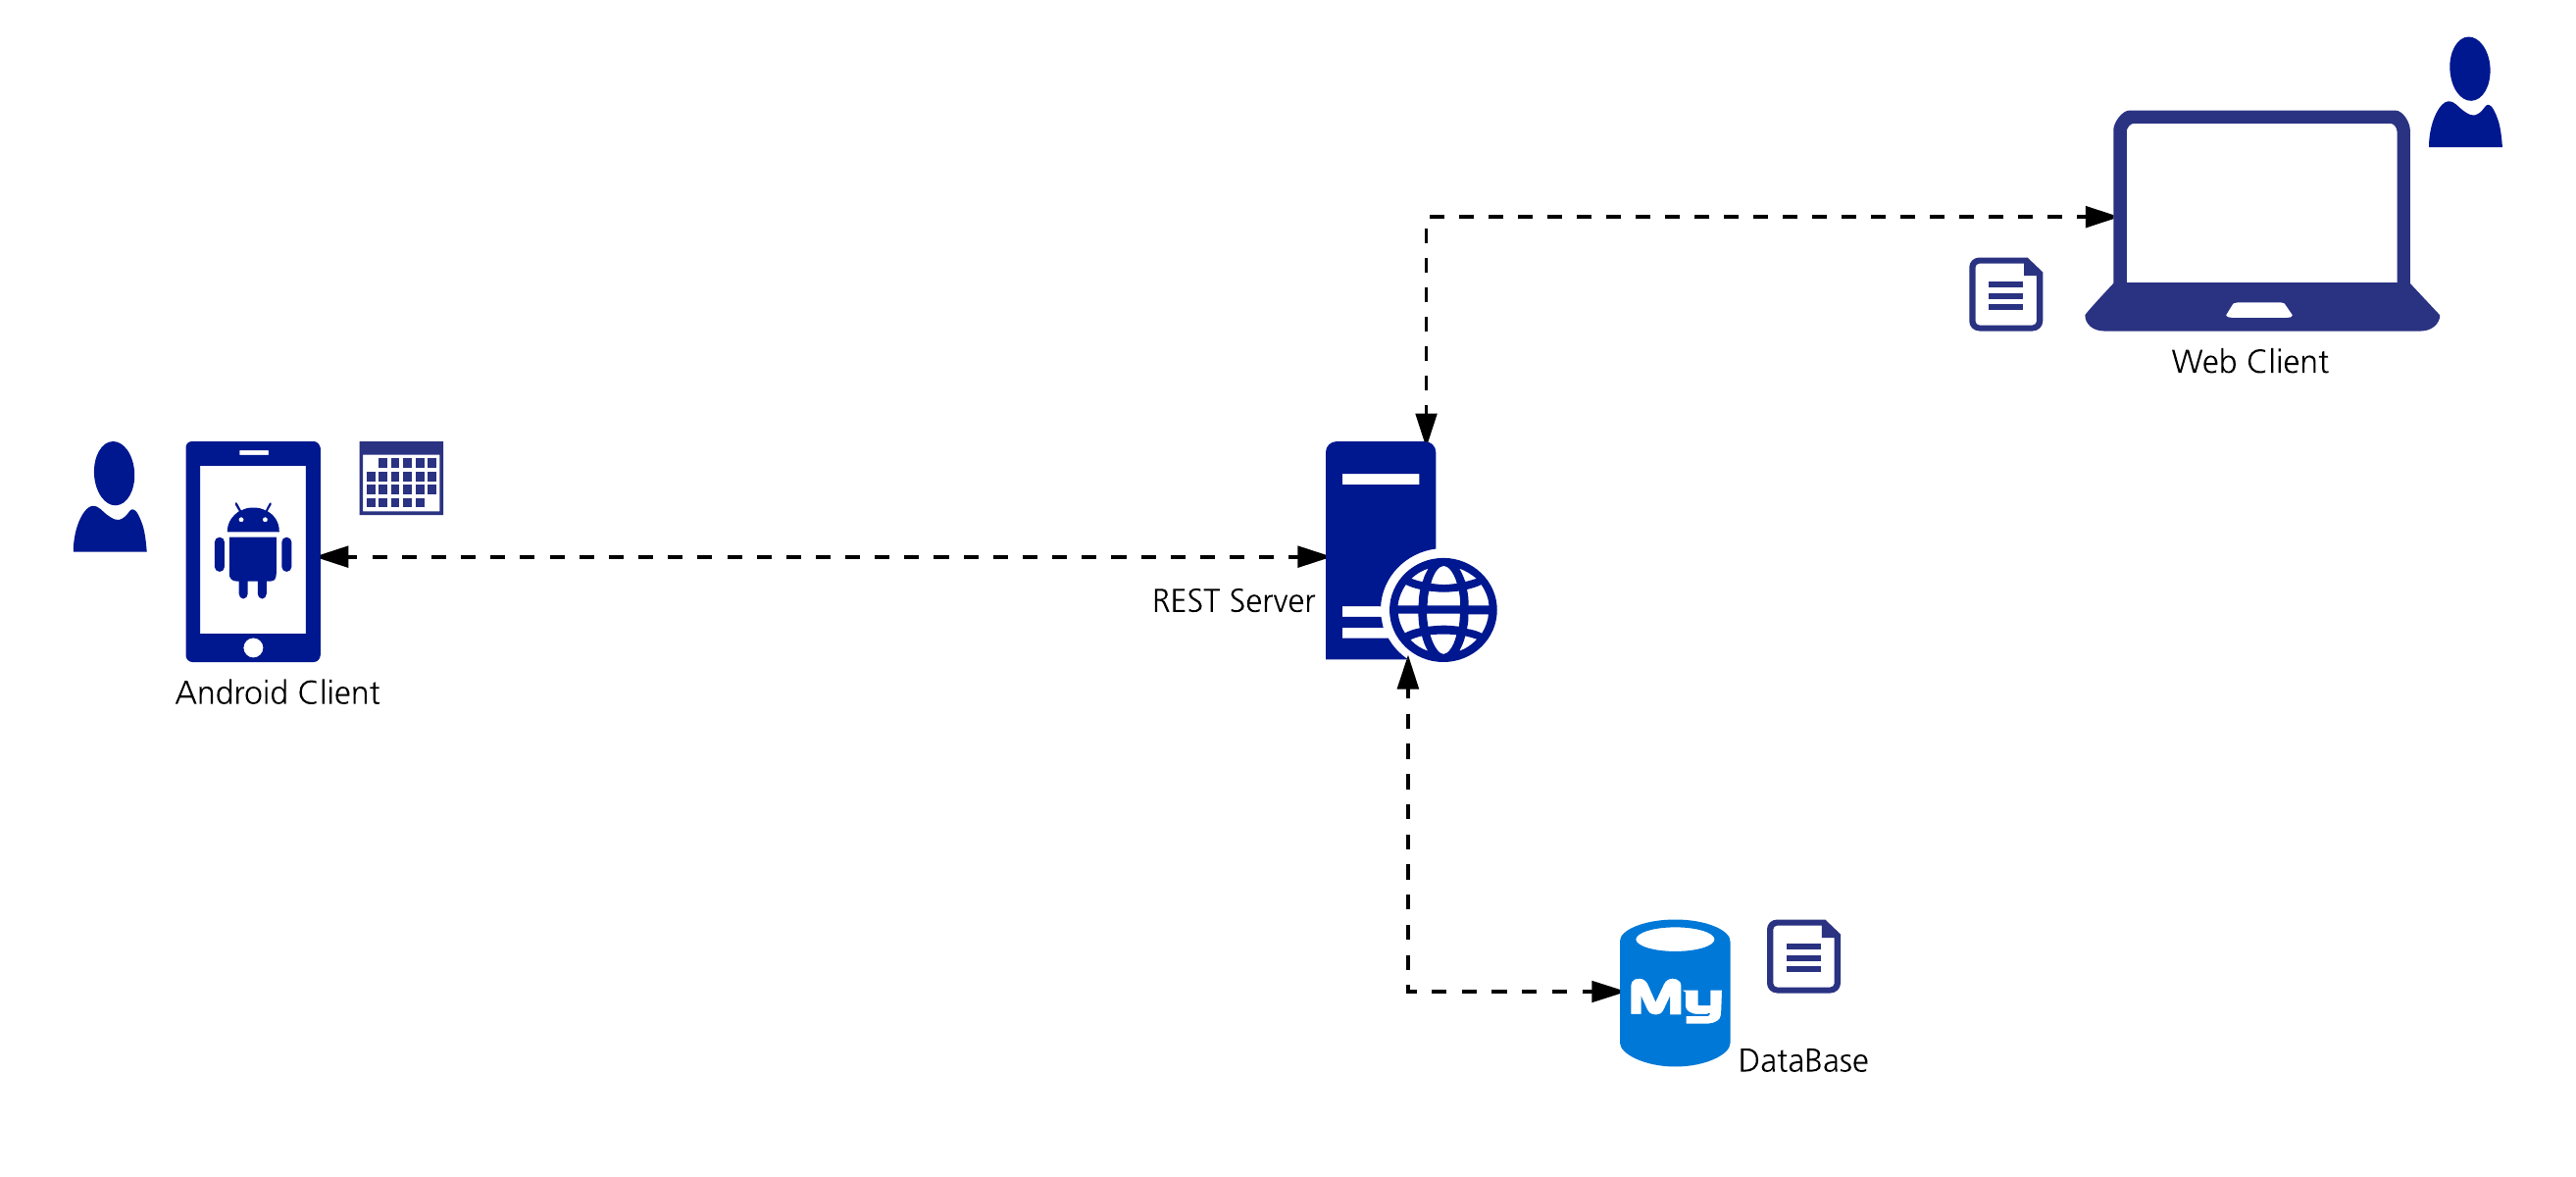 Web Client
REST Server
Android Client
My
DataBase